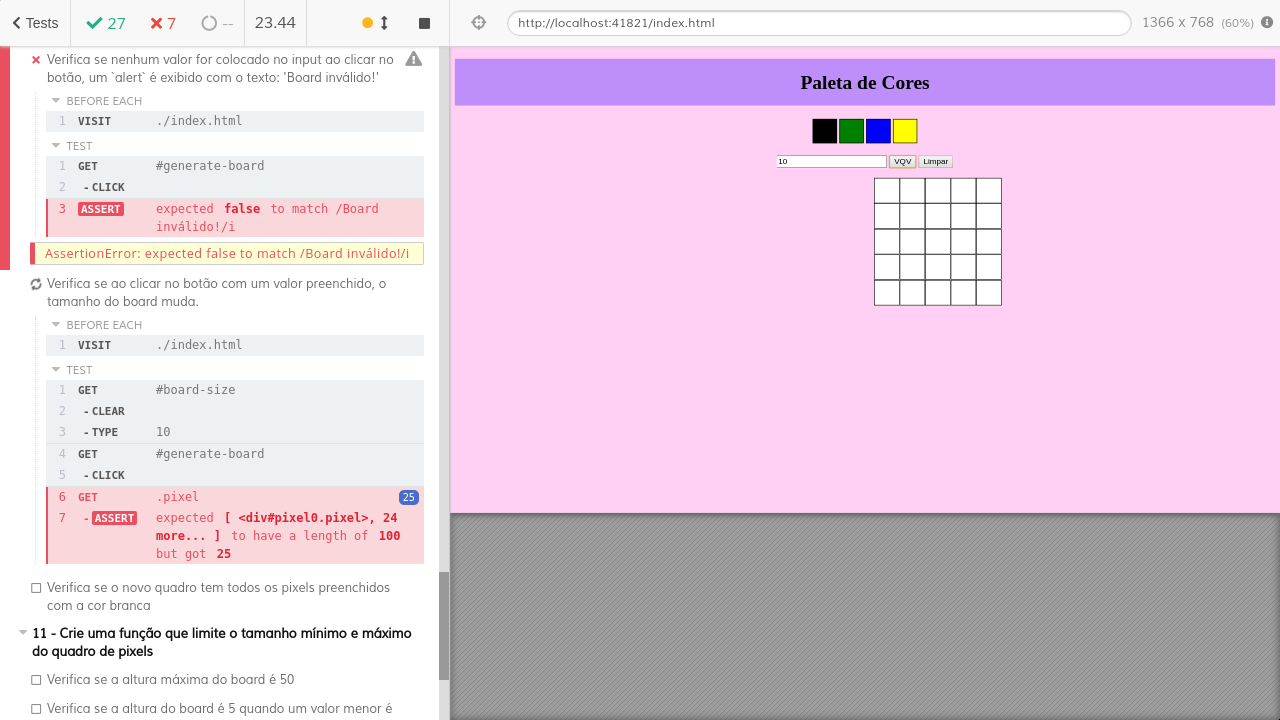 Tests 27 7 -- 23.44 http://localhost:41821/index.html 1366 x 768 (60%)
Verifica se nenhum valor for colocado no input ao clicar no
botão, um `alert` é exibido com o texto: 'Board inválido!'
BEFORE EACH
1 VISIT ./index.html
TEST
1 GET #generate-board
2 - CLICK
3 ASSERT expected false to match /Board
inválido!/i
AssertionError: expected false to match /Board inválido!/i
Verifica se ao clicar no botão com um valor preenchido, o
tamanho do board muda.
BEFORE EACH
1 VISIT ./index.html
TEST
1 GET #board-size
2 - CLEAR
3 - TYPE 10
4 GET #generate-board
5 - CLICK
6 GET .pixel 25
7 - ASSERT expected [ <div#pixel0.pixel>, 24
more... ] to have a length of 100
but got 25
Verifica se o novo quadro tem todos os pixels preenchidos
com a cor branca
11 - Crie uma função que limite o tamanho mínimo e máximo
do quadro de pixels
Verifica se a altura máxima do board é 50
Verifica se a altura do board é 5 quando um valor menor é
Paleta de Cores
10 VQV Limpar